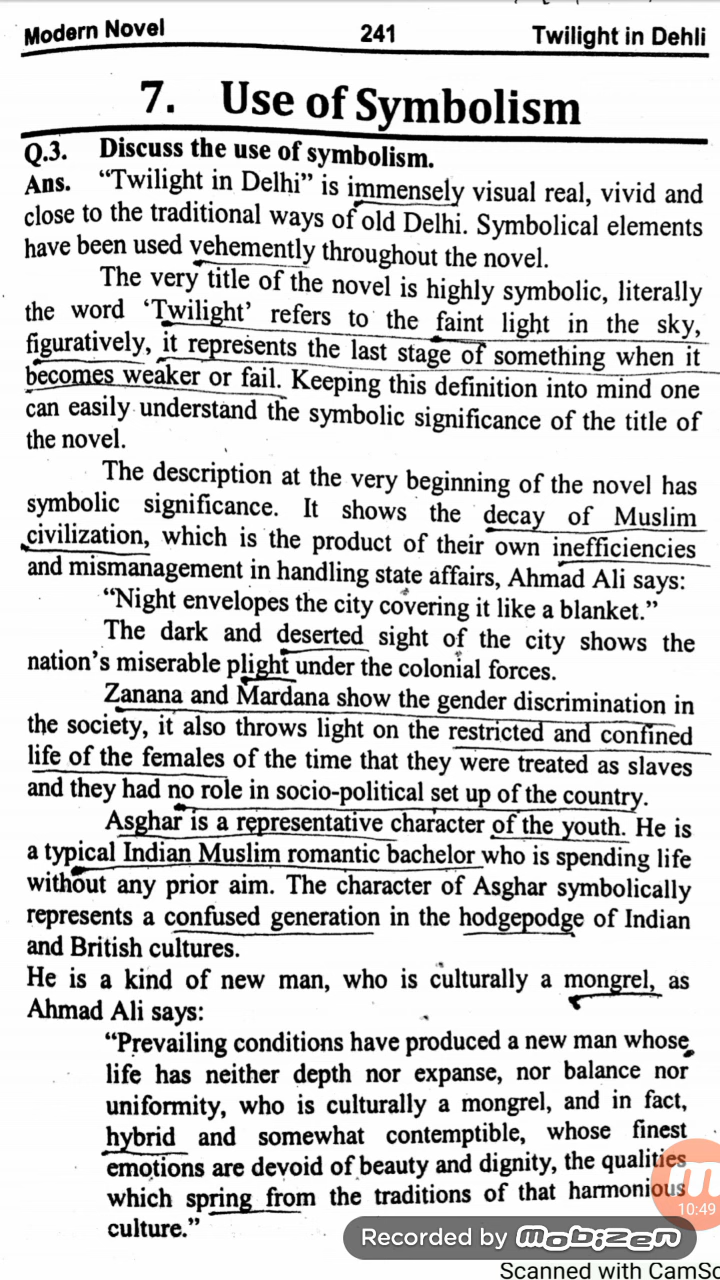 Modern Novel 241 Twilight in Dehli
7. Use of Symbolism
Q.3. Discuss the use of symbolism.
Ans. “Twilight in Delhi” is immensely visual real, vivid and
close to the traditional ways of old Delhi. Symbolical elements
have been used vehemently throughout the novel.
The very title of the novel is highly symbolic, literally
the word ‘Twilight’ refers to the faint light in the sky,
figuratively, it represents the last stage of something when it
becomes weaker or fail. Keeping this definition into mind one
can easily understand the symbolic significance of the title of
the novel.
The description at the very beginning of the novel has
symbolic significance. It shows the decay of Muslim
civilization, which is the product of their own inefficiencies
and mismanagement in handling state affairs, Ahmad Ali says:
“Night envelopes the city covering it like a blanket.”
The dark and deserted sight of the city shows the
nation’s miserable plight under the colonial forces.
Zanana and Mardana show the gender discrimination in
the society, it also throws light on the restricted and confined
life of the females of the time that they were treated as slaves
and they had no role in socio-political set up of the country.
Asghar is a representative character of the youth. He is
a typical Indian Muslim romantic bachelor who is spending life
without any prior aim. The character of Asghar symbolically
represents a confused generation in the hodgepodge of Indian
and British cultures.
He is a kind of new man, who is culturally a mongrel, as
Ahmad Ali says:
“Prevailing conditions have produced a new man whose
life has neither depth nor expanse, nor balance nor
uniformity, who is culturally a mongrel, and in fact,
hybrid and somewhat contemptible, whose finest
emotions are devoid of beauty and dignity, the qualities
which spring from the traditions of that harmonious
culture.”
10:49
Recorded by mobizen
Scanned with CamSc